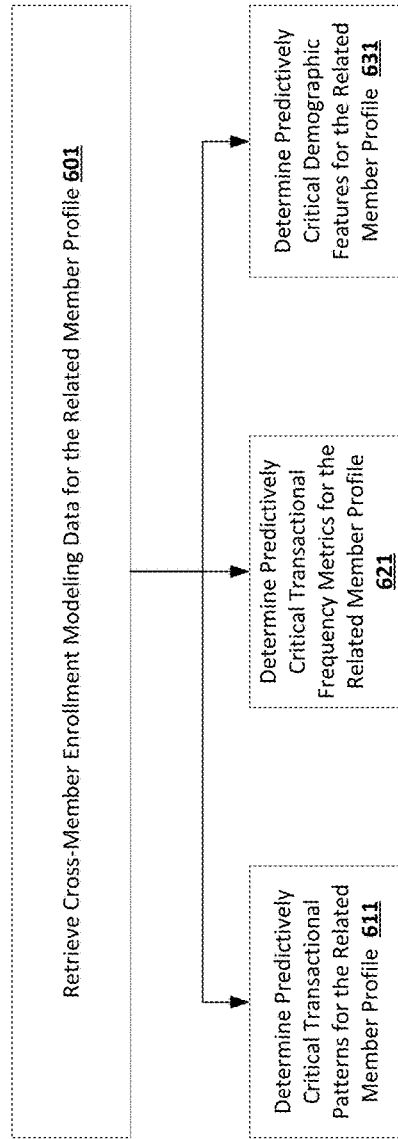 Retrieve Cross-Member Enrollment Modeling Data for the Related Member Profile 601
Determine Predictively
Critical Transactional
Patterns for the Related
Member Profile 611
Determine Predictively
Critical Transactional
Frequency Metrics for the
Related Member Profile
621
Determine Predictively
Critical Demographic
Features for the Related
Member Profile 631